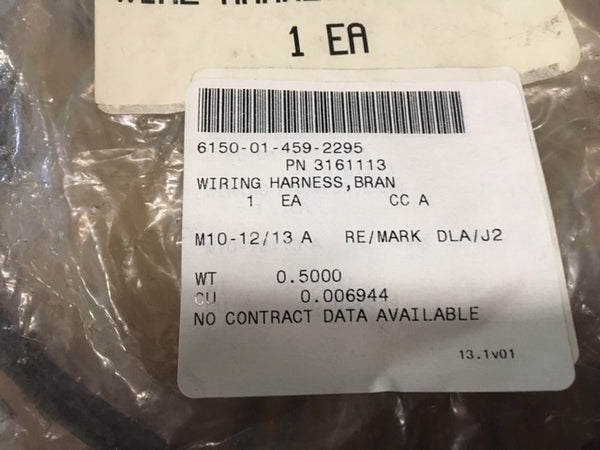 WIRE
1 EA
6150-01-459-2295
PN 3161113
WIRING HARNESS,BRAN
1 EA CC A
M10-12/13 A RE/MARK DLA/J2
WT 0.5000
CU 0.006944
NO CONTRACT DATA AVAILABLE
13.1v01